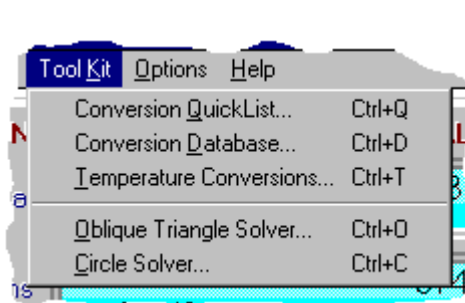 Tool Kit Options Help
Conversion QuickList... Ctrl+Q
Conversion Database... Ctrl+D
Temperature Conversions... Ctrl+T
Oblique Triangle Solver... Ctrl+O
Circle Solver... Ctrl+C